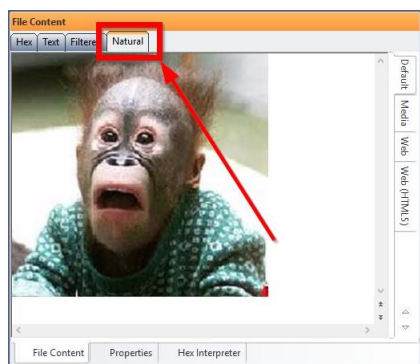 File Content
Hex Text Filtere Natural
Default
Media
Web
Web (HTML5)
File Content Properties Hex Interpreter